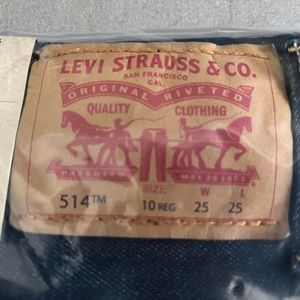 LEVI STRAUSS & CO.
SAN FRANCISCO
CAL.
ORIGINAL RIVETED
QUALITY CLOTHING
PATENTED MAY 20 1873
SIZE W L
514™ 10 REG 25 25